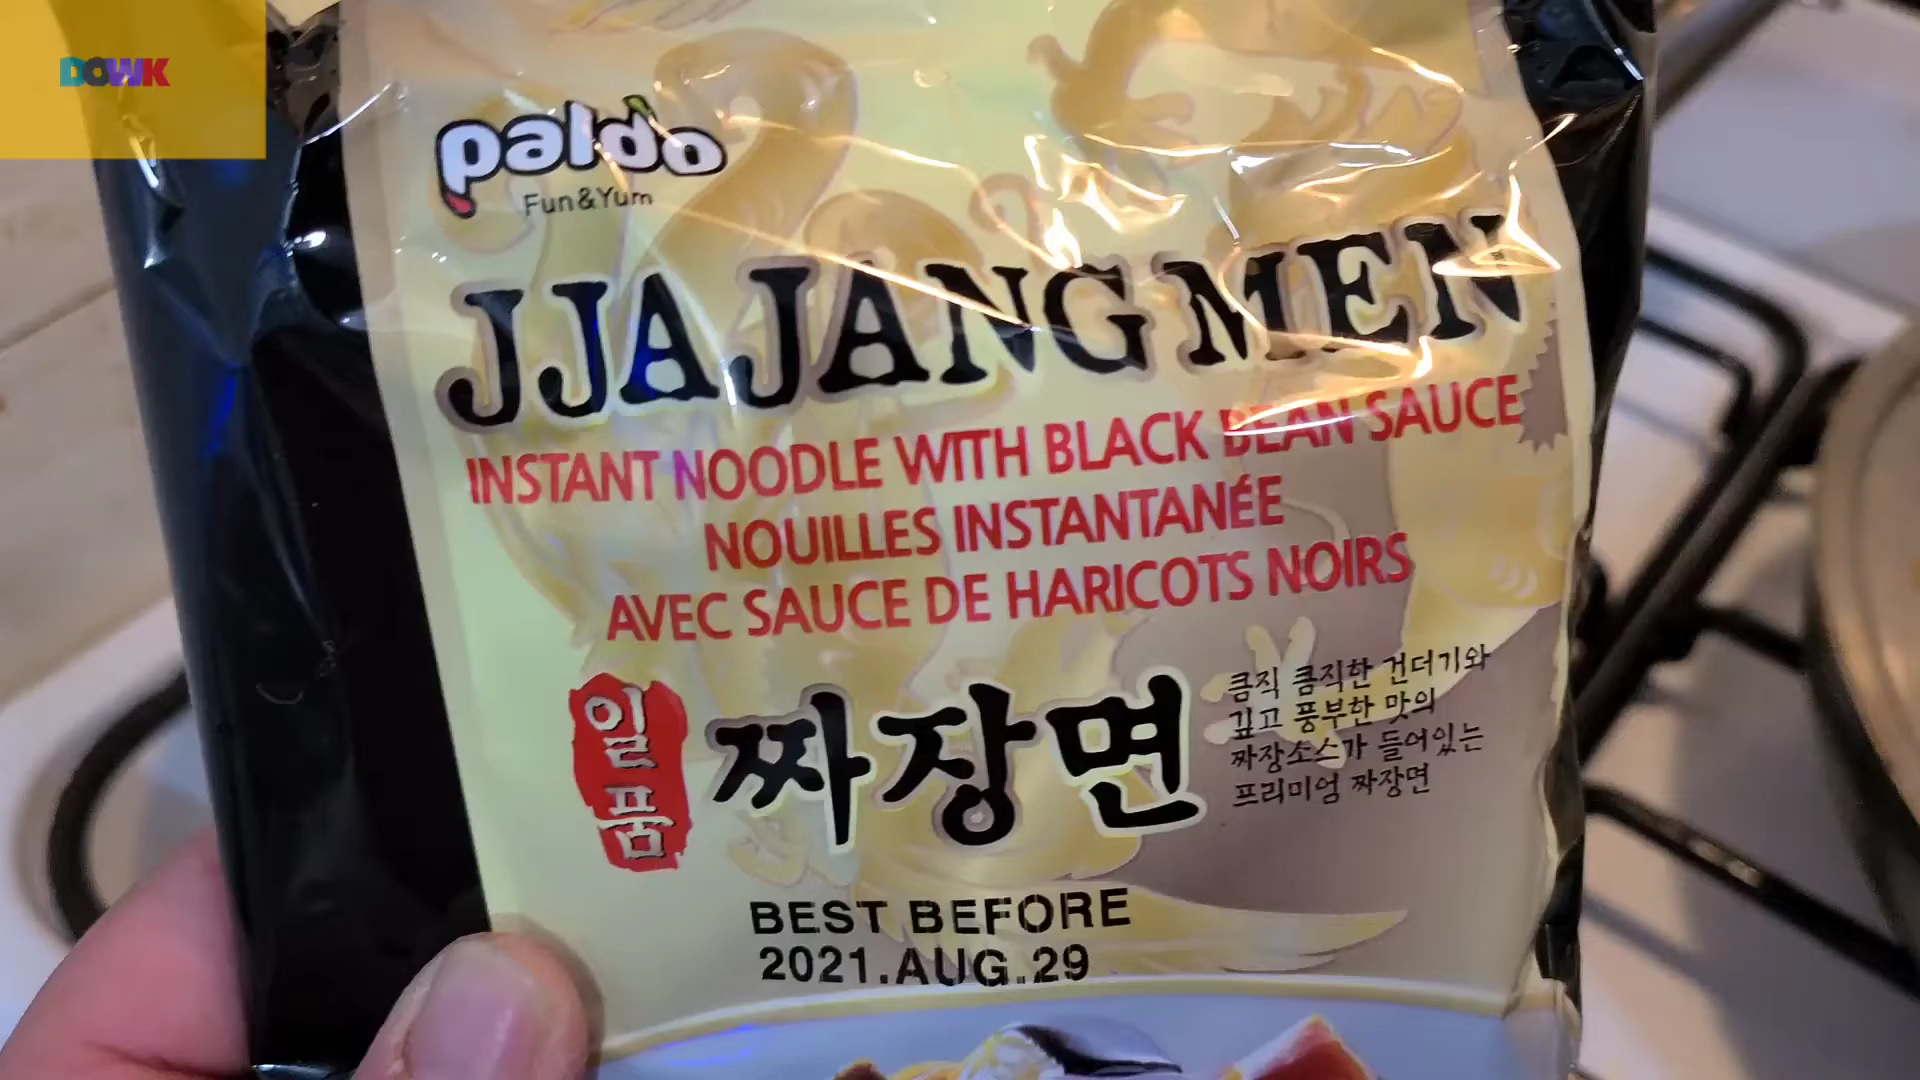 DOWK
paldo
Fun&Yum
JJAJANGMEN
INSTANT NOODLE WITH BLACK BEAN SAUCE
NOUILLES INSTANTANÉE
AVEC SAUCE DE HARICOTS NOIRS
일품
짜장면
큼직 큼직한 건더기와
깊고 풍부한 맛의
짜장소스가 들어있는
프리미엄 짜장면
BEST BEFORE
2021.AUG.29